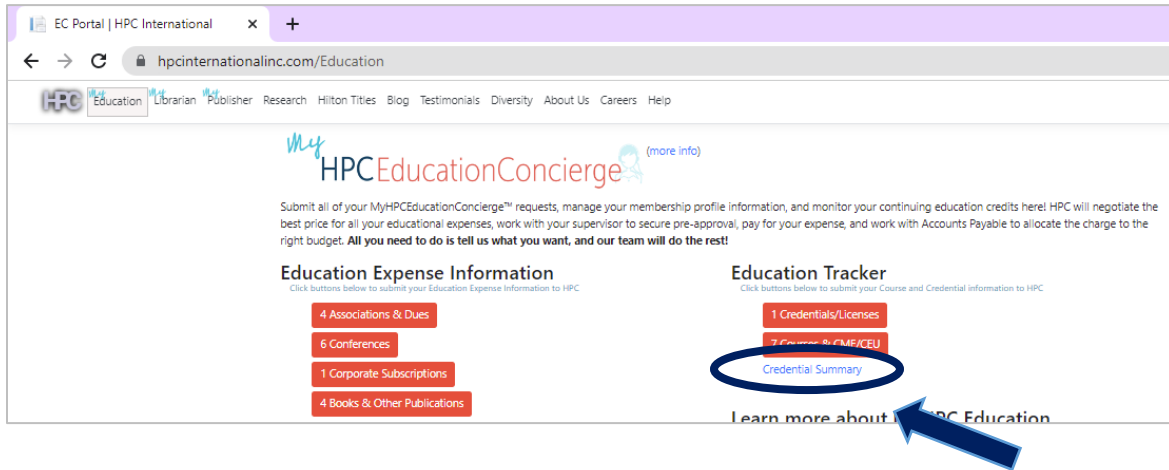 EC Portal | HPC International
hpcinternationalinc.com/Education
HPC My Education My Librarian My Publisher Research Hilton Titles Blog Testimonials Diversity About Us Careers Help
My
HPCEducationConcierge (more info)
Submit all of your MyHPCEducationConcierge™ requests, manage your membership profile information, and monitor your continuing education credits here! HPC will negotiate the
best price for all your educational expenses, work with your supervisor to secure pre-approval, pay for your expense, and work with Accounts Payable to allocate the charge to the
right budget. All you need to do is tell us what you want, and our team will do the rest!
Education Expense Information
Click buttons below to submit your Education Expense Information to HPC
4 Associations & Dues
6 Conferences
1 Corporate Subscriptions
4 Books & Other Publications
Education Tracker
Click buttons below to submit your Course and Credential information to HPC
1 Credentials/Licenses
7 Courses & CME/CEU
Credential Summary
Learn more about HPC Education